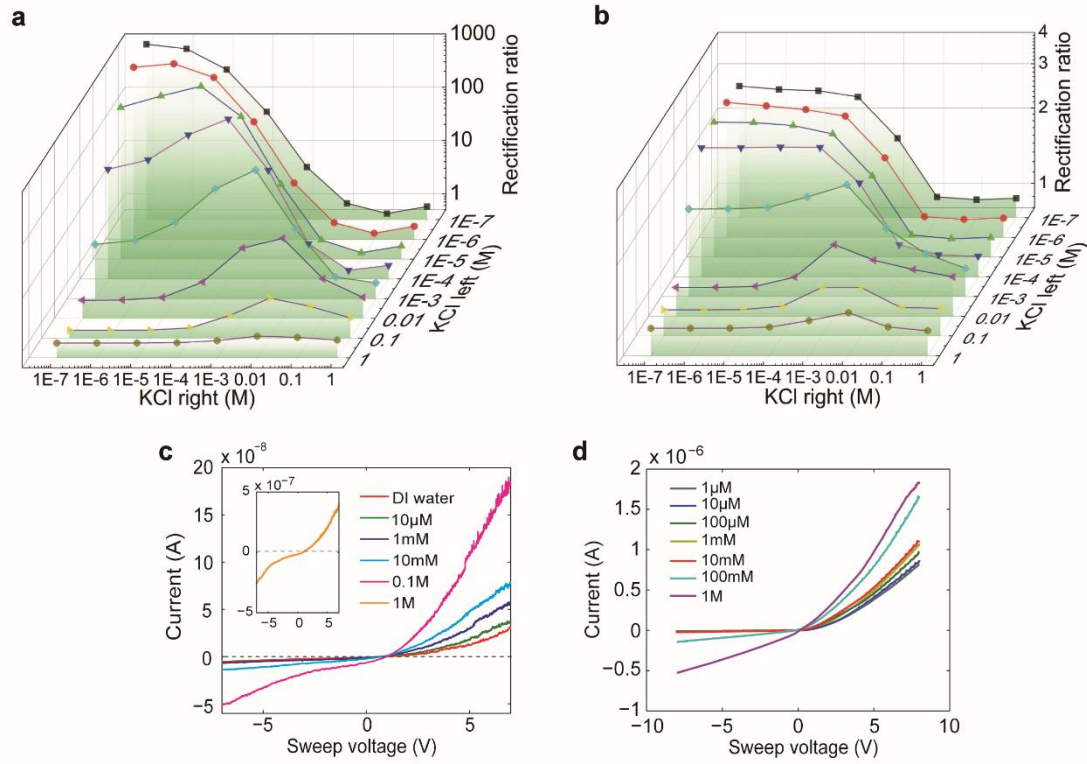 a
1000
100
10
1
Rectification ratio
1E-7
1E-6
1E-5
1E-4
1E-3
0.01
0.1
1
KCl left (M)
1E-7 1E-6 1E-5 1E-4 1E-3 0.01 0.1 1
KCl right (M)
b
4
3
2
1
Rectification ratio
1E-7
1E-6
1E-5
1E-4
1E-3
0.01
0.1
1
KCl left (M)
1E-7 1E-6 1E-5 1E-4 1E-3 0.01 0.1 1
KCl right (M)
c
x 10⁻⁸
20
15
10
5
0
−5
Current (A)
x 10⁻⁷
5
0
−5
−5 0 5
DI water
10µM
1mM
10mM
0.1M
1M
−5 0 5
Sweep voltage (V)
d
x 10⁻⁶
2
1.5
1
0.5
0
−0.5
−1
Current (A)
1µM
10µM
100µM
1mM
10mM
100mM
1M
−10 −5 0 5 10
Sweep voltage (V)